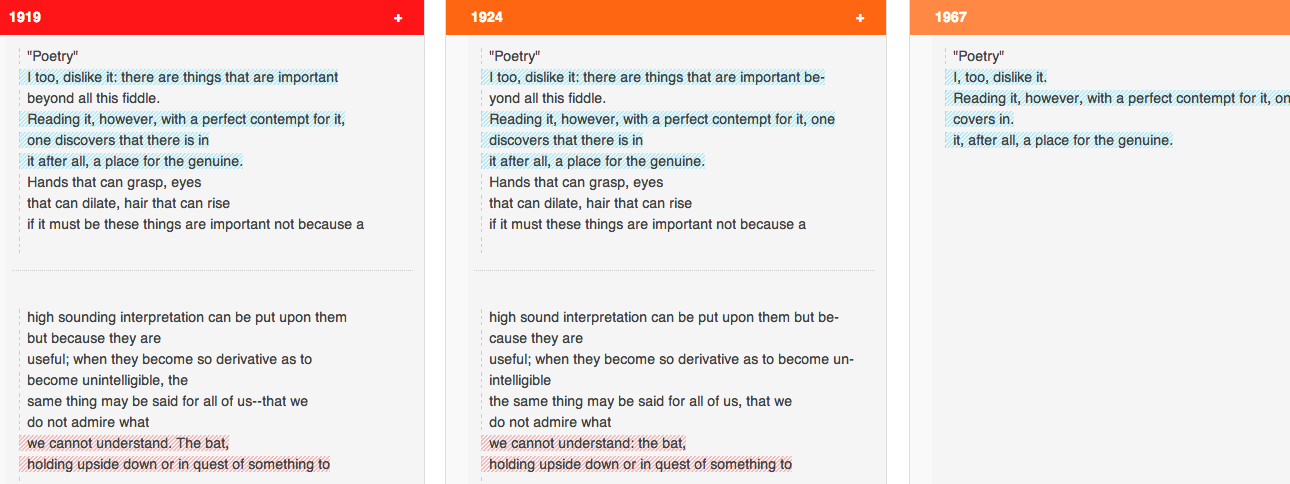 1919 +
"Poetry"
I too, dislike it: there are things that are important
beyond all this fiddle.
Reading it, however, with a perfect contempt for it,
one discovers that there is in
it after all, a place for the genuine.
Hands that can grasp, eyes
that can dilate, hair that can rise
if it must be these things are important not because a
high sounding interpretation can be put upon them
but because they are
useful; when they become so derivative as to
become unintelligible, the
same thing may be said for all of us--that we
do not admire what
we cannot understand. The bat,
holding upside down or in quest of something to
1924 +
"Poetry"
I too, dislike it: there are things that are important be-
yond all this fiddle.
Reading it, however, with a perfect contempt for it, one
discovers that there is in
it after all, a place for the genuine.
Hands that can grasp, eyes
that can dilate, hair that can rise
if it must these things are important not because a
high sound interpretation can be put upon them but be-
cause they are
useful; when they become so derivative as to become un-
intelligible
the same thing may be said for all of us, that we
do not admire what
we cannot understand: the bat,
holding upside down or in quest of something to
1967
"Poetry"
I, too, dislike it.
Reading it, however, with a perfect contempt for it, on
covers in.
it, after all, a place for the genuine.